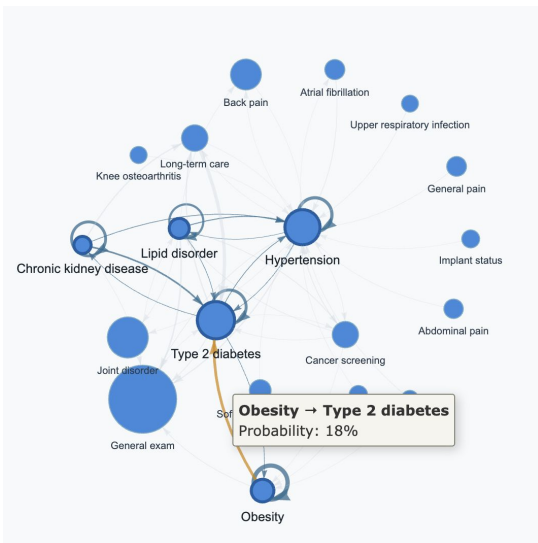 Back pain
Atrial fibrillation
Upper respiratory infection
Long-term care
Knee osteoarthritis
General pain
Lipid disorder
Hypertension
Implant status
Chronic kidney disease
Abdominal pain
Type 2 diabetes
Cancer screening
Joint disorder
Obesity → Type 2 diabetes
Probability: 18%
General exam
Obesity